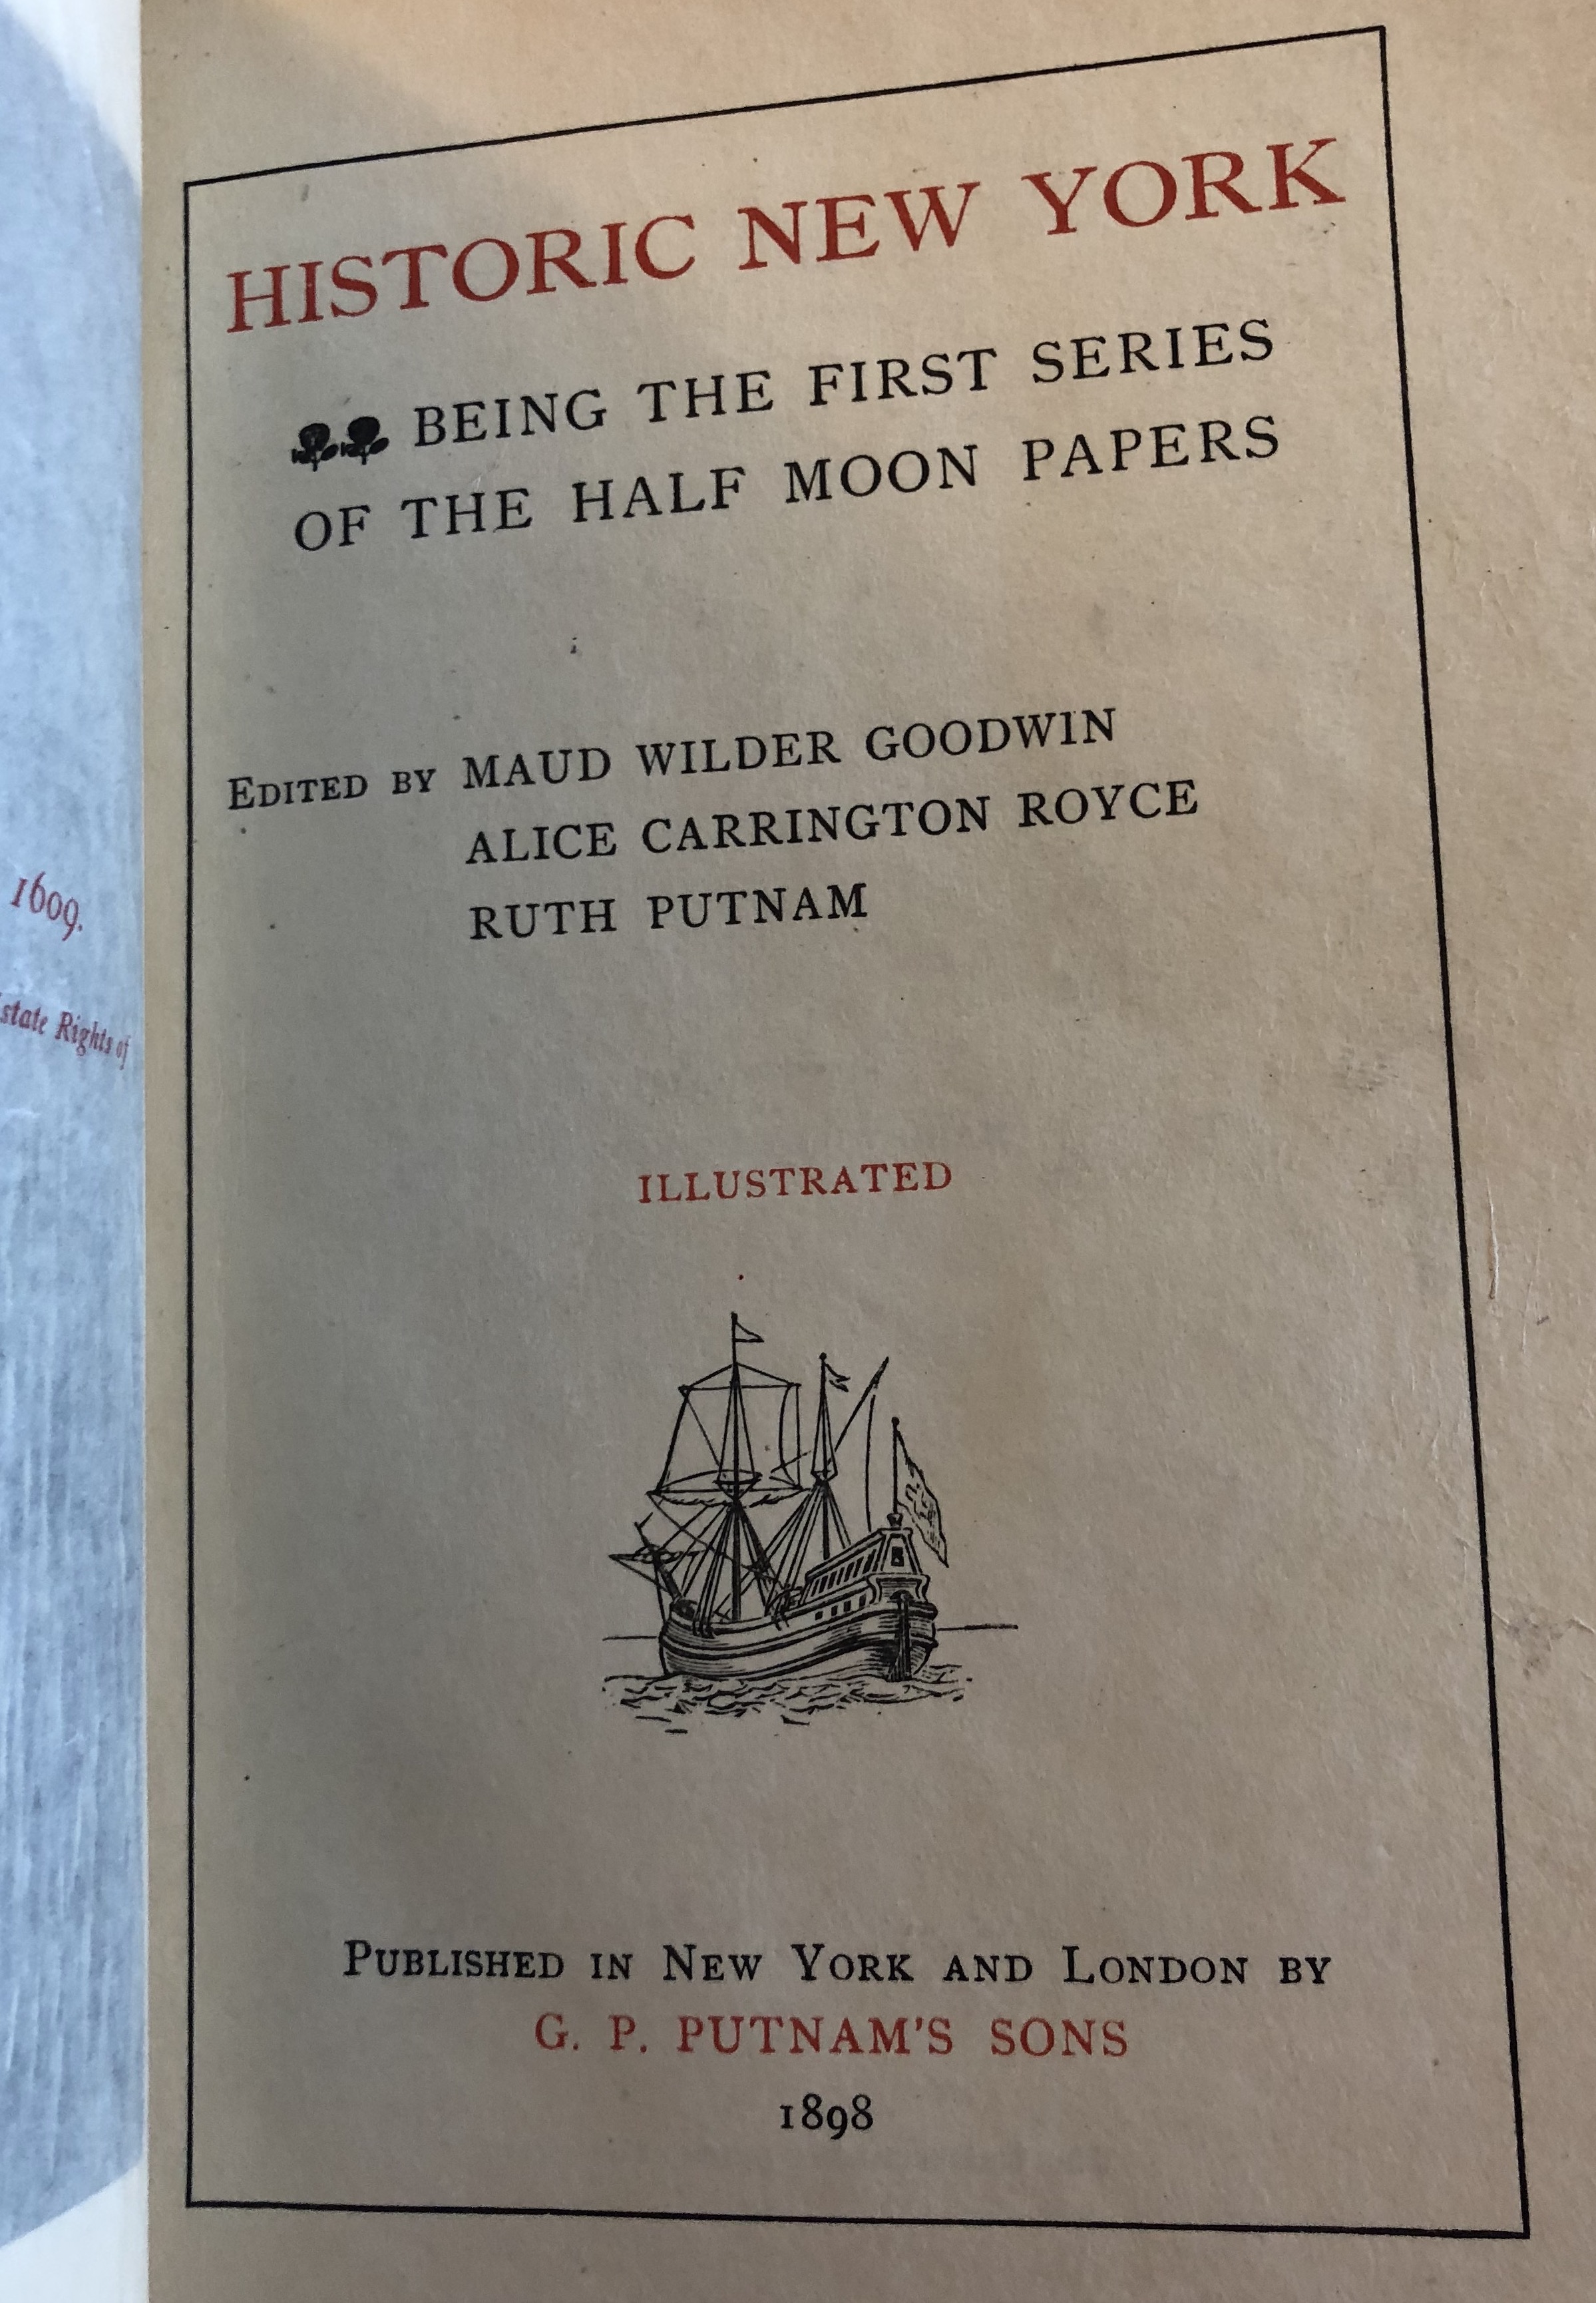 1609.
state Rights of
HISTORIC NEW YORK
BEING THE FIRST SERIES
OF THE HALF MOON PAPERS
EDITED BY MAUD WILDER GOODWIN
ALICE CARRINGTON ROYCE
RUTH PUTNAM
ILLUSTRATED
PUBLISHED IN NEW YORK AND LONDON BY
G. P. PUTNAM'S SONS
1898